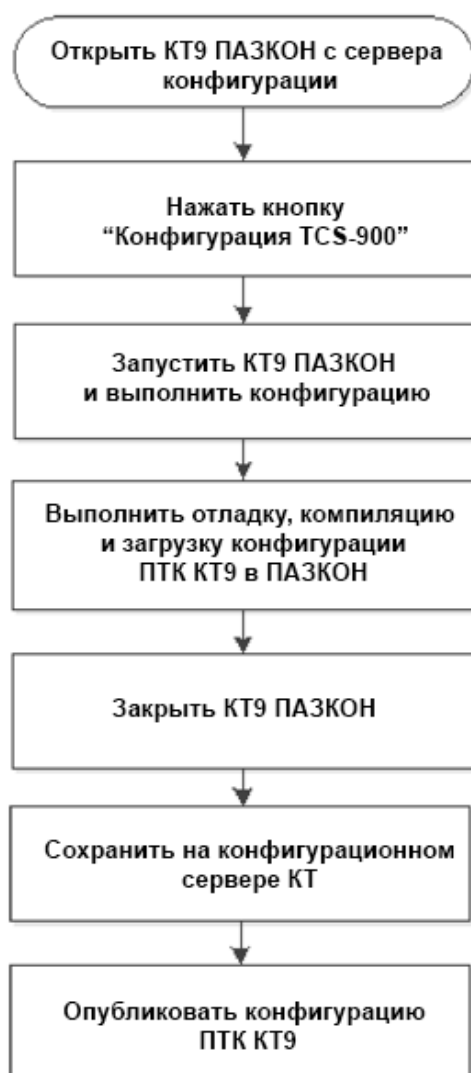 Открыть КТ9 ПАЗКОН с сервера
конфигурации
Нажать кнопку
“Конфигурация TCS-900”
Запустить КТ9 ПАЗКОН
и выполнить конфигурацию
Выполнить отладку, компиляцию
и загрузку конфигурации
ПТК КТ9 в ПАЗКОН
Закрыть КТ9 ПАЗКОН
Сохранить на конфигурационном
сервере КТ
Опубликовать конфигурацию
ПТК КТ9